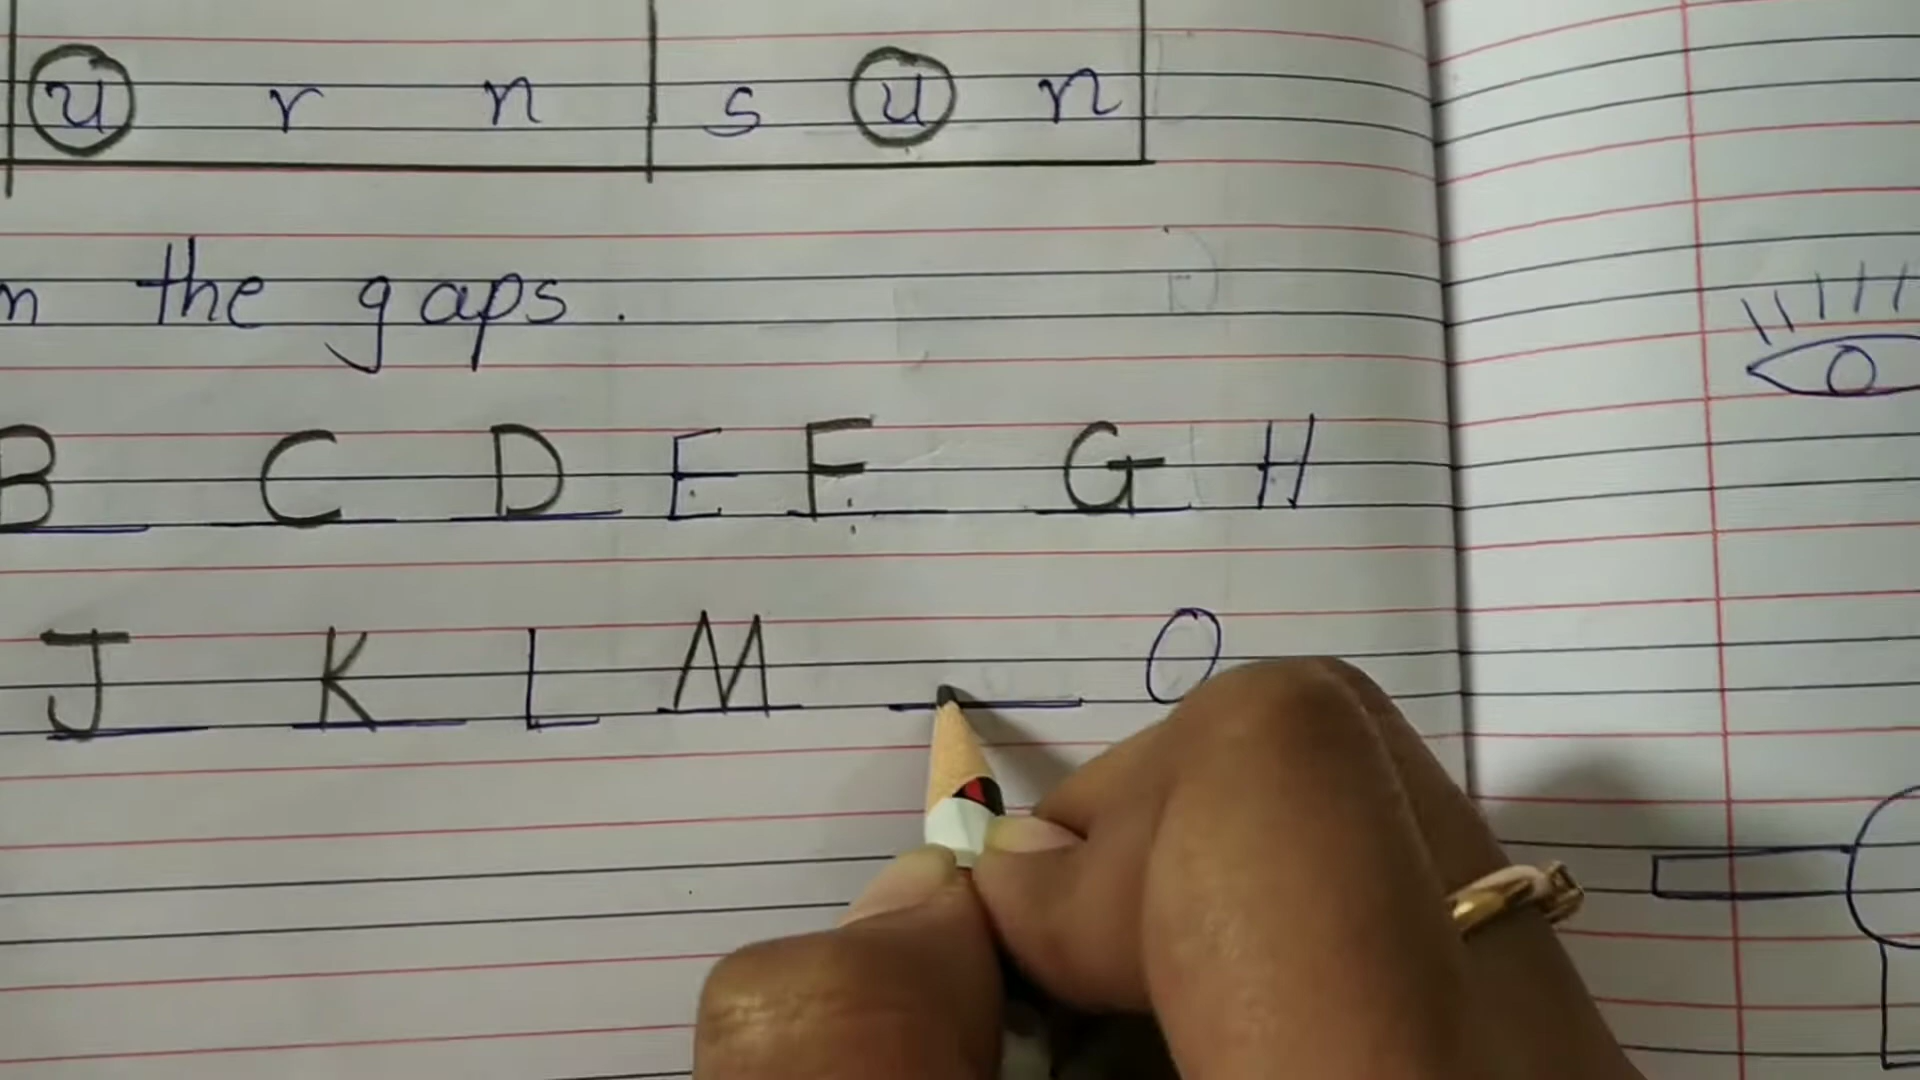 u r n s u n
n the gaps.
B C D E F G H
J K L M O